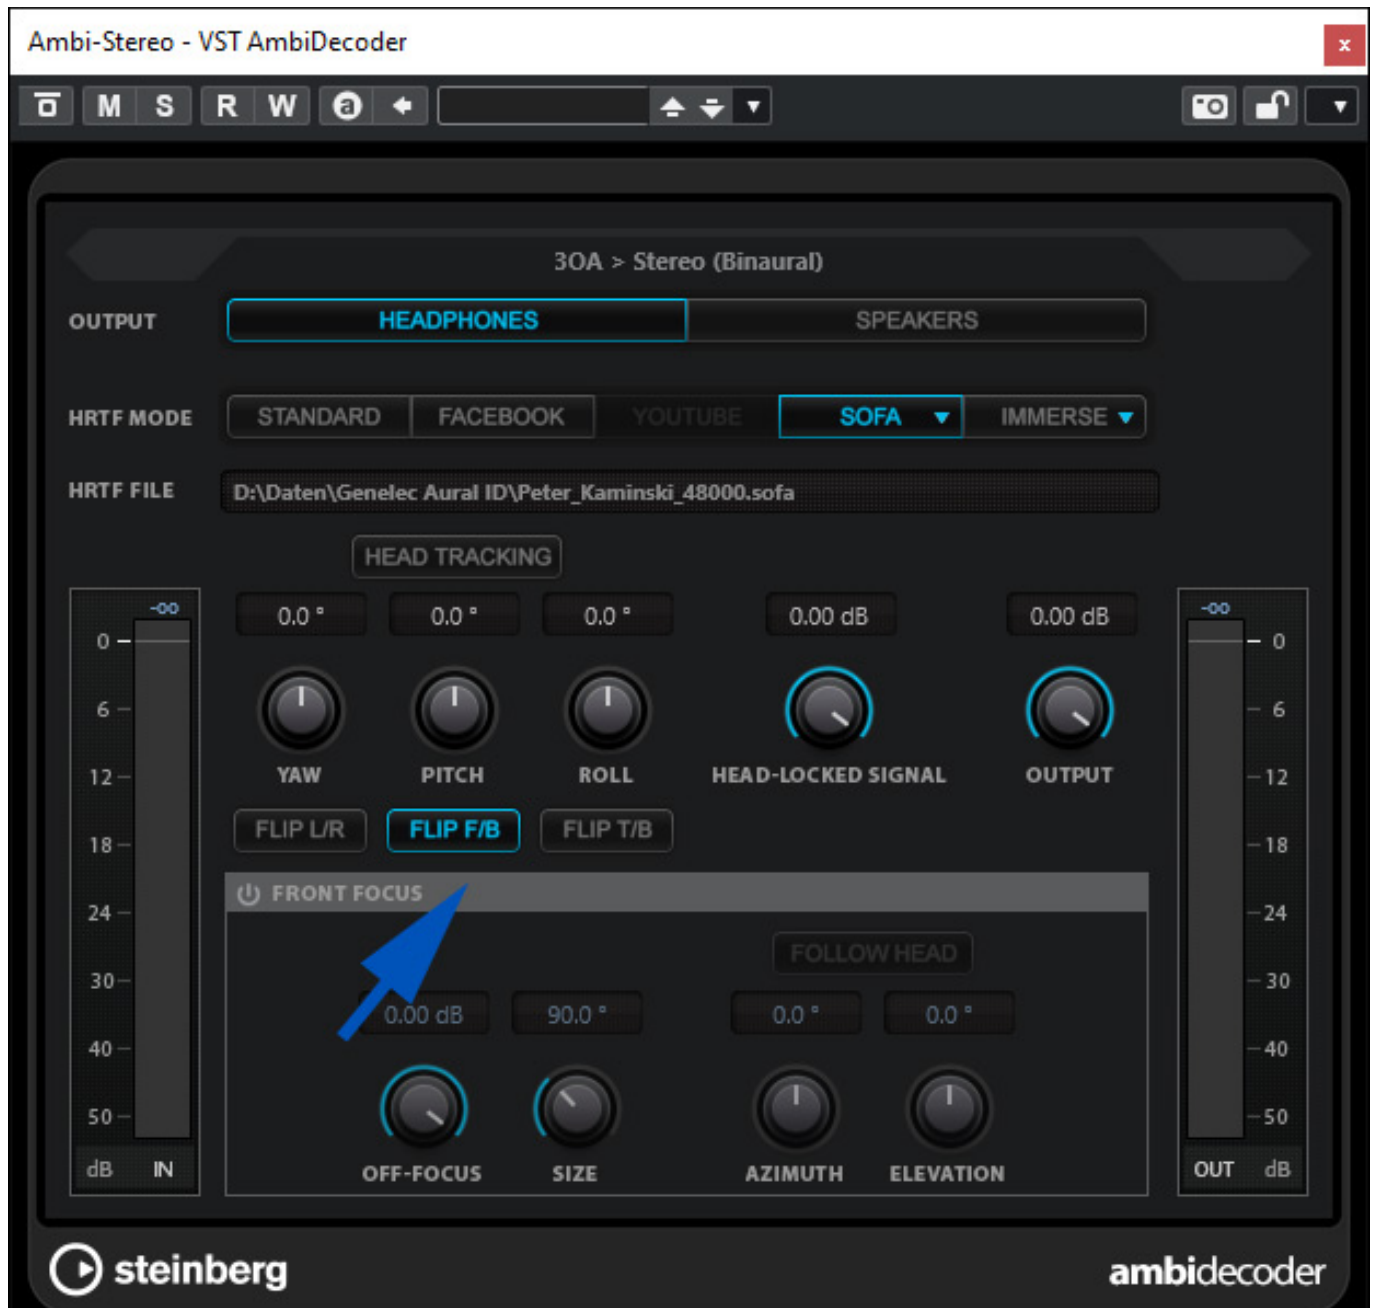 Ambi-Stereo - VST AmbiDecoder
x
M S R W a
3OA > Stereo (Binaural)
OUTPUT HEADPHONES SPEAKERS
HRTF MODE STANDARD FACEBOOK YOUTUBE SOFA IMMERSE
HRTF FILE D:\Daten\Genelec Aural ID\Peter_Kaminski_48000.sofa
HEAD TRACKING
-oo 0.0 ° 0.0 ° 0.0 ° 0.00 dB 0.00 dB -oo
0 0
6 6
12 YAW PITCH ROLL HEAD-LOCKED SIGNAL OUTPUT 12
18 FLIP L/R FLIP F/B FLIP T/B 18
FRONT FOCUS
24 24
FOLLOW HEAD
30 30
0.00 dB 90.0 ° 0.0 ° 0.0 °
40 40
50 50
dB IN OFF-FOCUS SIZE AZIMUTH ELEVATION OUT dB
steinberg ambidecoder